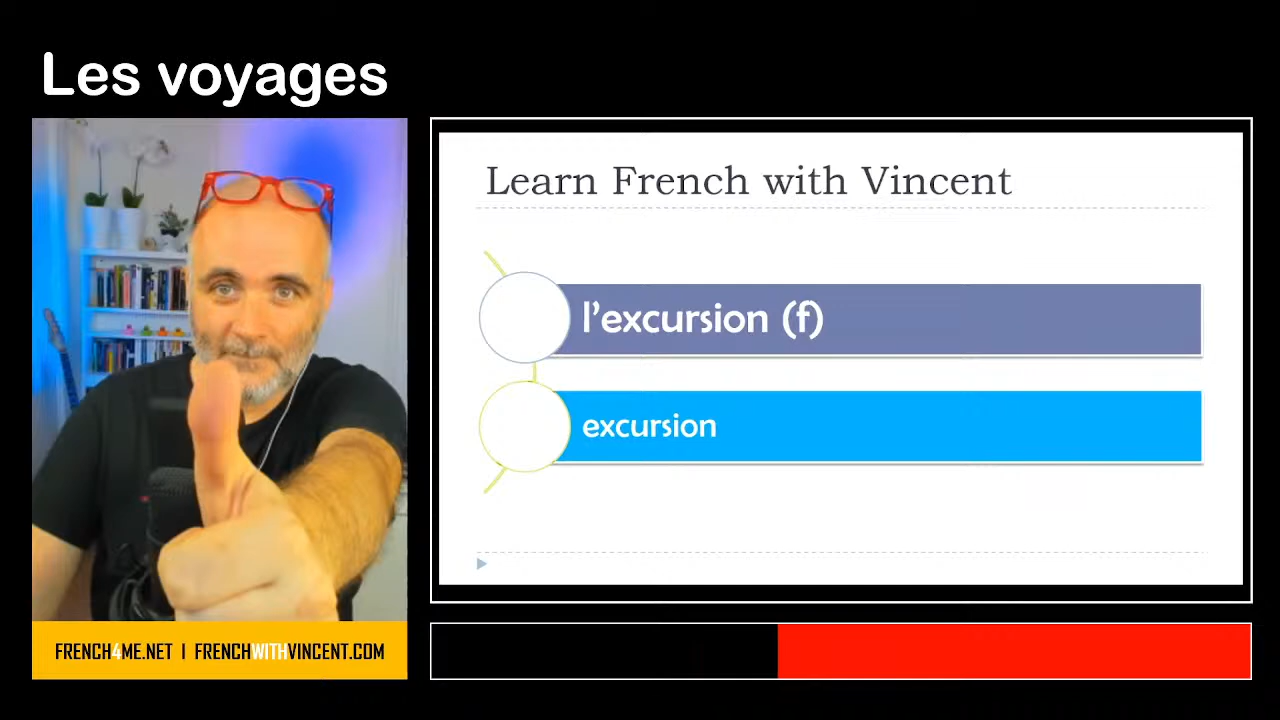 Les voyages
Learn French with Vincent
l'excursion (f)
excursion
FRENCH4ME.NET I FRENCHWITHVINCENT.COM